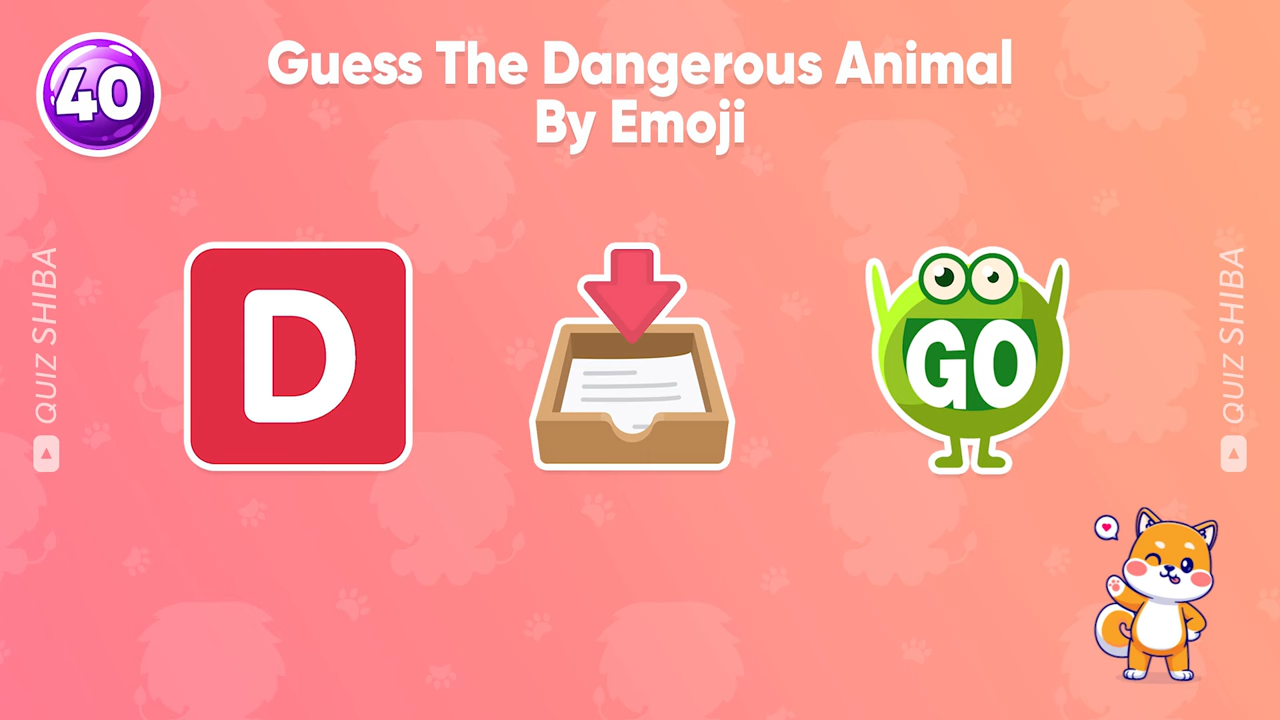 40
Guess The Dangerous Animal
By Emoji
QUIZ SHIBA
D
GO
QUIZ SHIBA